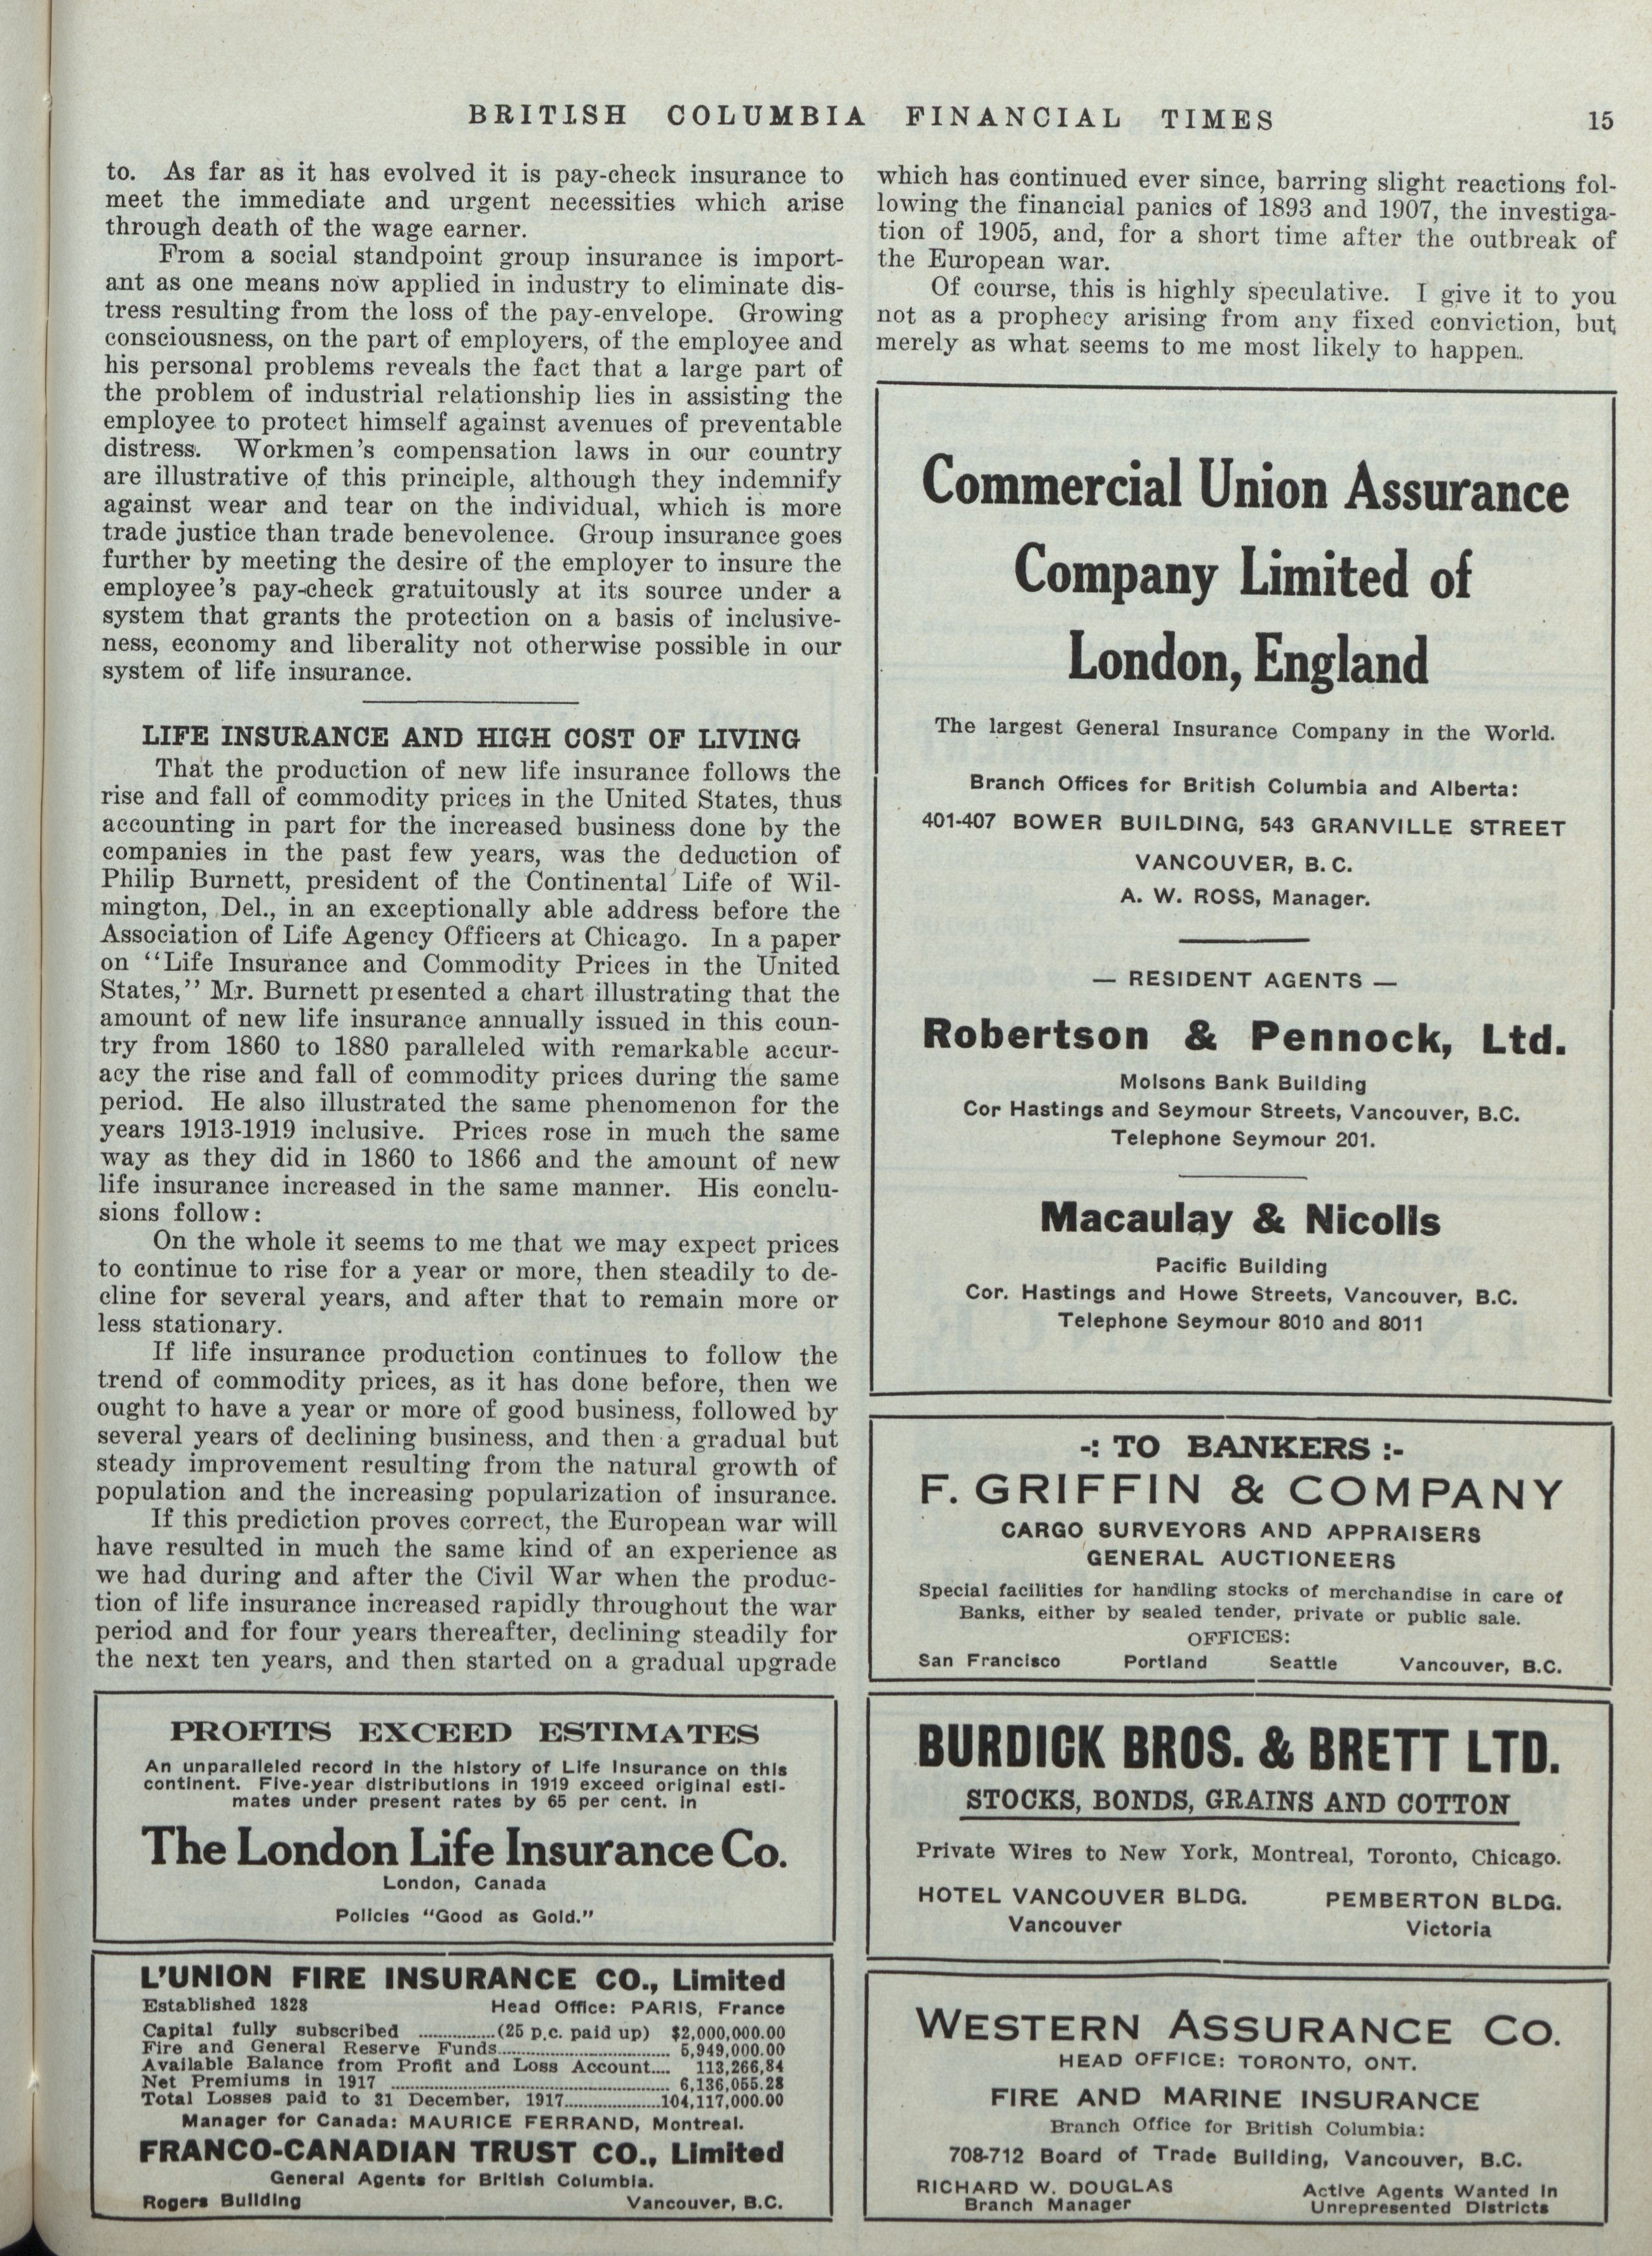 BRITISH COLUMBIA FINANCIAL TIMES 15
to. As far as it has evolved it is pay-check insurance to
meet the immediate and urgent necessities which arise
through death of the wage earner.
From a social standpoint group insurance is import-
ant as one means now applied in industry to eliminate dis-
tress resulting from the loss of the pay-envelope. Growing
consciousness, on the part of employers, of the employee and
his personal problems reveals the fact that a large part of
the problem of industrial relationship lies in assisting the
employee to protect himself against avenues of preventable
distress. Workmen's compensation laws in our country
are illustrative of this principle, although they indemnify
against wear and tear on the individual, which is more
trade justice than trade benevolence. Group insurance goes
further by meeting the desire of the employer to insure the
employee's pay-check gratuitously at its source under a
system that grants the protection on a basis of inclusive-
ness, economy and liberality not otherwise possible in our
system of life insurance.
LIFE INSURANCE AND HIGH COST OF LIVING
That the production of new life insurance follows the
rise and fall of commodity prices in the United States, thus
accounting in part for the increased business done by the
companies in the past few years, was the deduction of
Philip Burnett, president of the Continental Life of Wil-
mington, Del., in an exceptionally able address before the
Association of Life Agency Officers at Chicago. In a paper
on "Life Insurance and Commodity Prices in the United
States," Mr. Burnett presented a chart illustrating that the
amount of new life insurance annually issued in this coun-
try from 1860 to 1880 paralleled with remarkable accur-
acy the rise and fall of commodity prices during the same
period. He also illustrated the same phenomenon for the
years 1913-1919 inclusive. Prices rose in much the same
way as they did in 1860 to 1866 and the amount of new
life insurance increased in the same manner. His conclu-
sions follow:
On the whole it seems to me that we may expect prices
to continue to rise for a year or more, then steadily to de-
cline for several years, and after that to remain more or
less stationary.
If life insurance production continues to follow the
trend of commodity prices, as it has done before, then we
ought to have a year or more of good business, followed by
several years of declining business, and then a gradual but
steady improvement resulting from the natural growth of
population and the increasing popularization of insurance.
If this prediction proves correct, the European war will
have resulted in much the same kind of an experience as
we had during and after the Civil War when the produc-
tion of life insurance increased rapidly throughout the war
period and for four years thereafter, declining steadily for
the next ten years, and then started on a gradual upgrade
which has continued ever since, barring slight reactions fol-
lowing the financial panics of 1893 and 1907, the investiga-
tion of 1905, and, for a short time after the outbreak of
the European war.
Of course, this is highly speculative. I give it to you
not as a prophecy arising from any fixed conviction, but
merely as what seems to me most likely to happen.
PROFITS EXCEED ESTIMATES
An unparalleled record in the history of Life Insurance on this
continent. Five-year distributions in 1919 exceed original esti-
mates under present rates by 65 per cent. in
The London Life Insurance Co.
London, Canada
Policies "Good as Gold."
L'UNION FIRE INSURANCE CO., Limited
Established 1828 Head Office: PARIS, France
Capital fully subscribed ...............(25 p.c. paid up) $2,000,000.00
Fire and General Reserve Funds.................................. 5,949,000.00
Available Balance from Profit and Loss Account.... 113,266,84
Net Premiums in 1917 ....................................................... 6,136,055.28
Total Losses paid to 31 December, 1917....................104,117,000.00
Manager for Canada: MAURICE FERRAND, Montreal.
FRANCO-CANADIAN TRUST CO., Limited
General Agents for British Columbia.
Rogers Building Vancouver, B.C.
Commercial Union Assurance
Company Limited of
London, England
The largest General Insurance Company in the World.
Branch Offices for British Columbia and Alberta:
401-407 BOWER BUILDING, 543 GRANVILLE STREET
VANCOUVER, B. C.
A. W. ROSS, Manager.
— RESIDENT AGENTS —
Robertson & Pennock, Ltd.
Molsons Bank Building
Cor Hastings and Seymour Streets, Vancouver, B.C.
Telephone Seymour 201.
Macaulay & Nicolls
Pacific Building
Cor. Hastings and Howe Streets, Vancouver, B.C.
Telephone Seymour 8010 and 8011
-: TO BANKERS :-
F. GRIFFIN & COMPANY
CARGO SURVEYORS AND APPRAISERS
GENERAL AUCTIONEERS
Special facilities for handling stocks of merchandise in care of
Banks, either by sealed tender, private or public sale.
OFFICES:
San Francisco Portland Seattle Vancouver, B.C.
BURDICK BROS. & BRETT LTD.
STOCKS, BONDS, GRAINS AND COTTON
Private Wires to New York, Montreal, Toronto, Chicago.
HOTEL VANCOUVER BLDG. PEMBERTON BLDG.
Vancouver Victoria
WESTERN ASSURANCE CO.
HEAD OFFICE: TORONTO, ONT.
FIRE AND MARINE INSURANCE
Branch Office for British Columbia:
708-712 Board of Trade Building, Vancouver, B.C.
RICHARD W. DOUGLAS Active Agents Wanted in
Branch Manager Unrepresented Districts